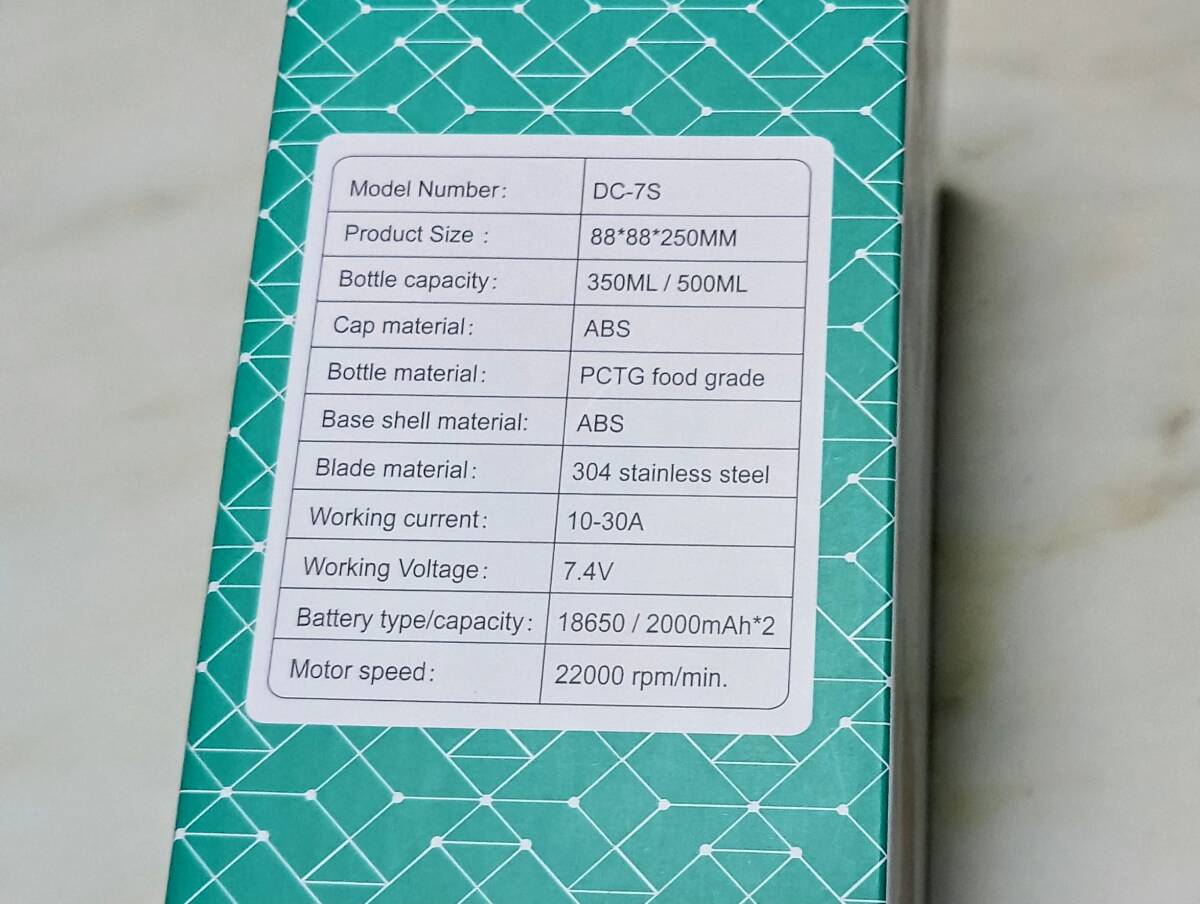 Model Number: DC-7S
Product Size : 88*88*250MM
Bottle capacity: 350ML / 500ML
Cap material: ABS
Bottle material: PCTG food grade
Base shell material: ABS
Blade material: 304 stainless steel
Working current: 10-30A
Working Voltage: 7.4V
Battery type/capacity: 18650 / 2000mAh*2
Motor speed: 22000 rpm/min.